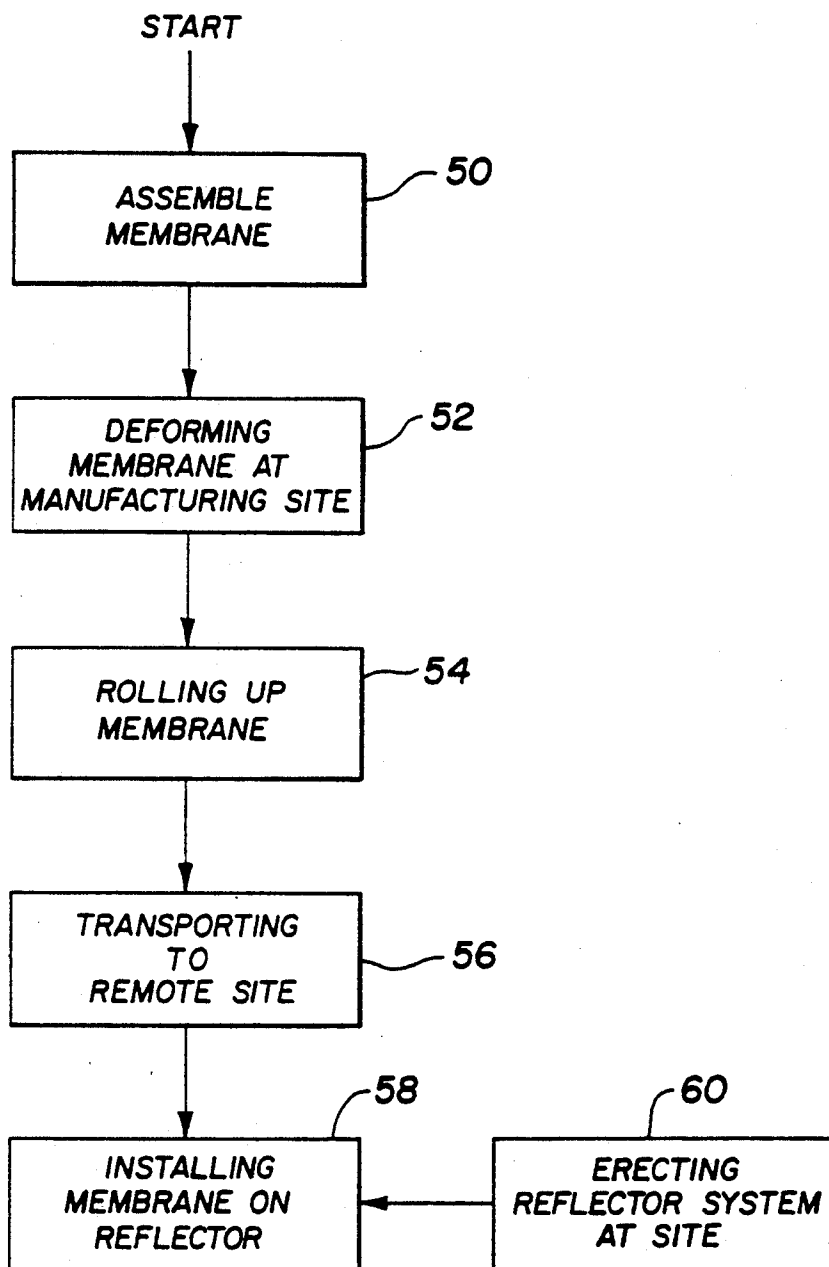 START
50
ASSEMBLE
MEMBRANE
52
DEFORMING
MEMBRANE AT
MANUFACTURING SITE
54
ROLLING UP
MEMBRANE
TRANSPORTING
TO
REMOTE SITE
56
58
INSTALLING
MEMBRANE ON
REFLECTOR
60
ERECTING
REFLECTOR SYSTEM
AT SITE